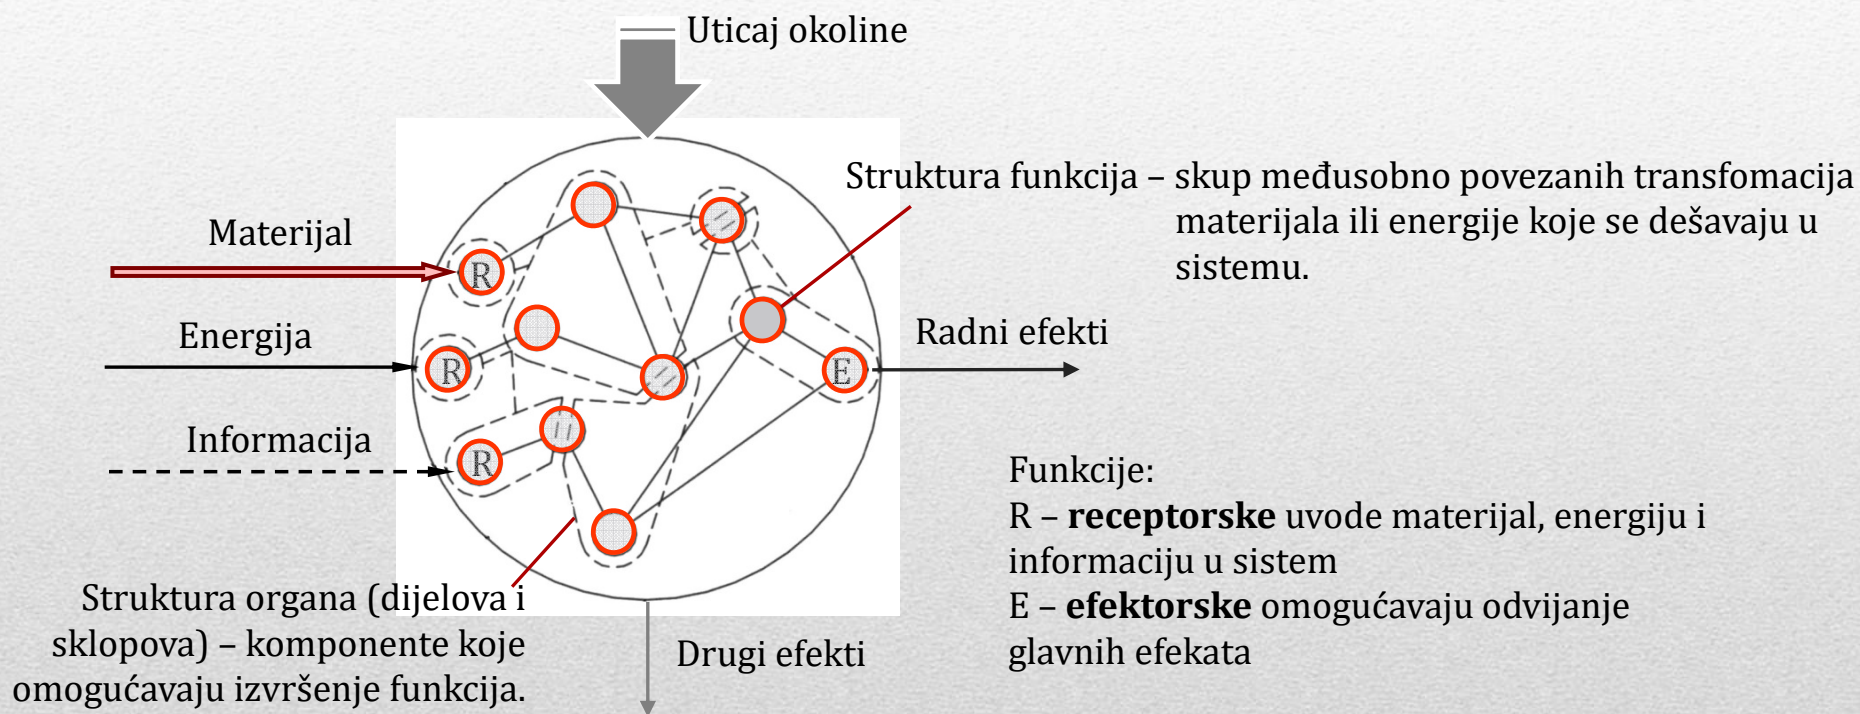 Uticaj okoline
Struktura funkcija – skup međusobno povezanih transfomacija
materijala ili energije koje se dešavaju u
sistemu.
Materijal
R
Energija
R
Radni efekti
E
Informacija
R
Funkcije:
R – receptorske uvode materijal, energiju i
informaciju u sistem
E – efektorske omogućavaju odvijanje
glavnih efekata
Struktura organa (dijelova i
sklopova) – komponente koje
omogućavaju izvršenje funkcija.
Drugi efekti